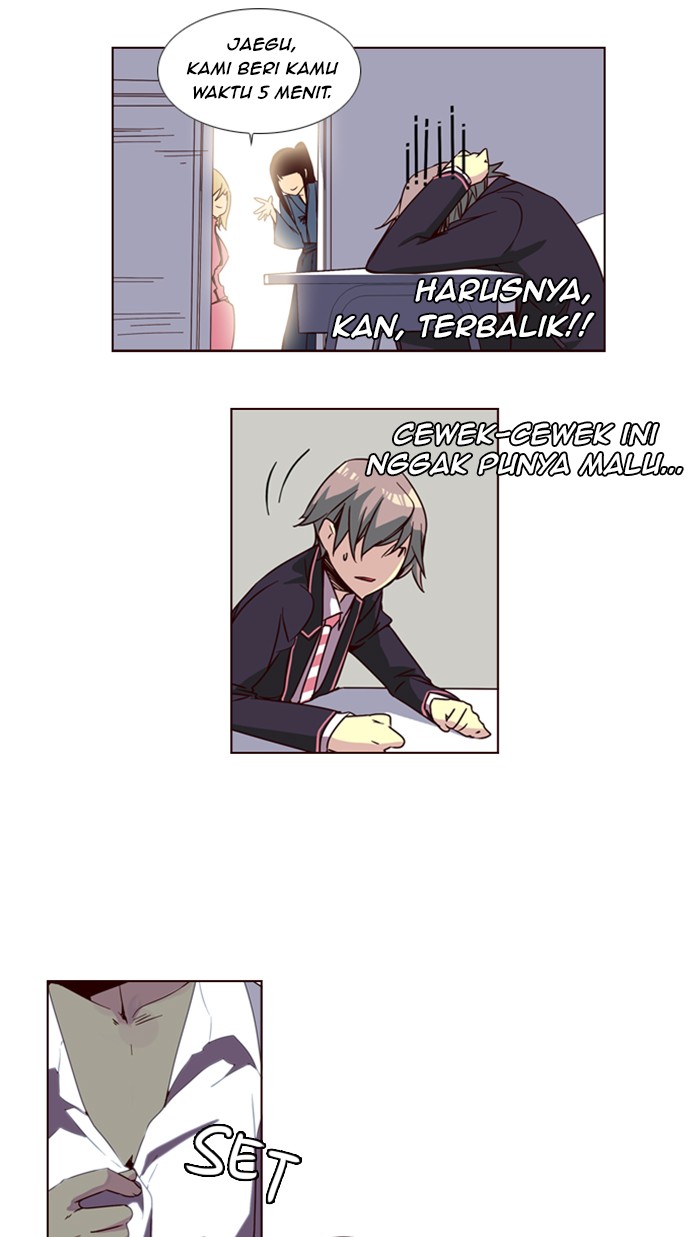 JAEGU,
KAMI BERI KAMU
WAKTU 5 MENIT.
HARUSNYA,
KAN, TERBALIK!!
CEWEK-CEWEK INI
NGGAK PUNYA MALU...
SET